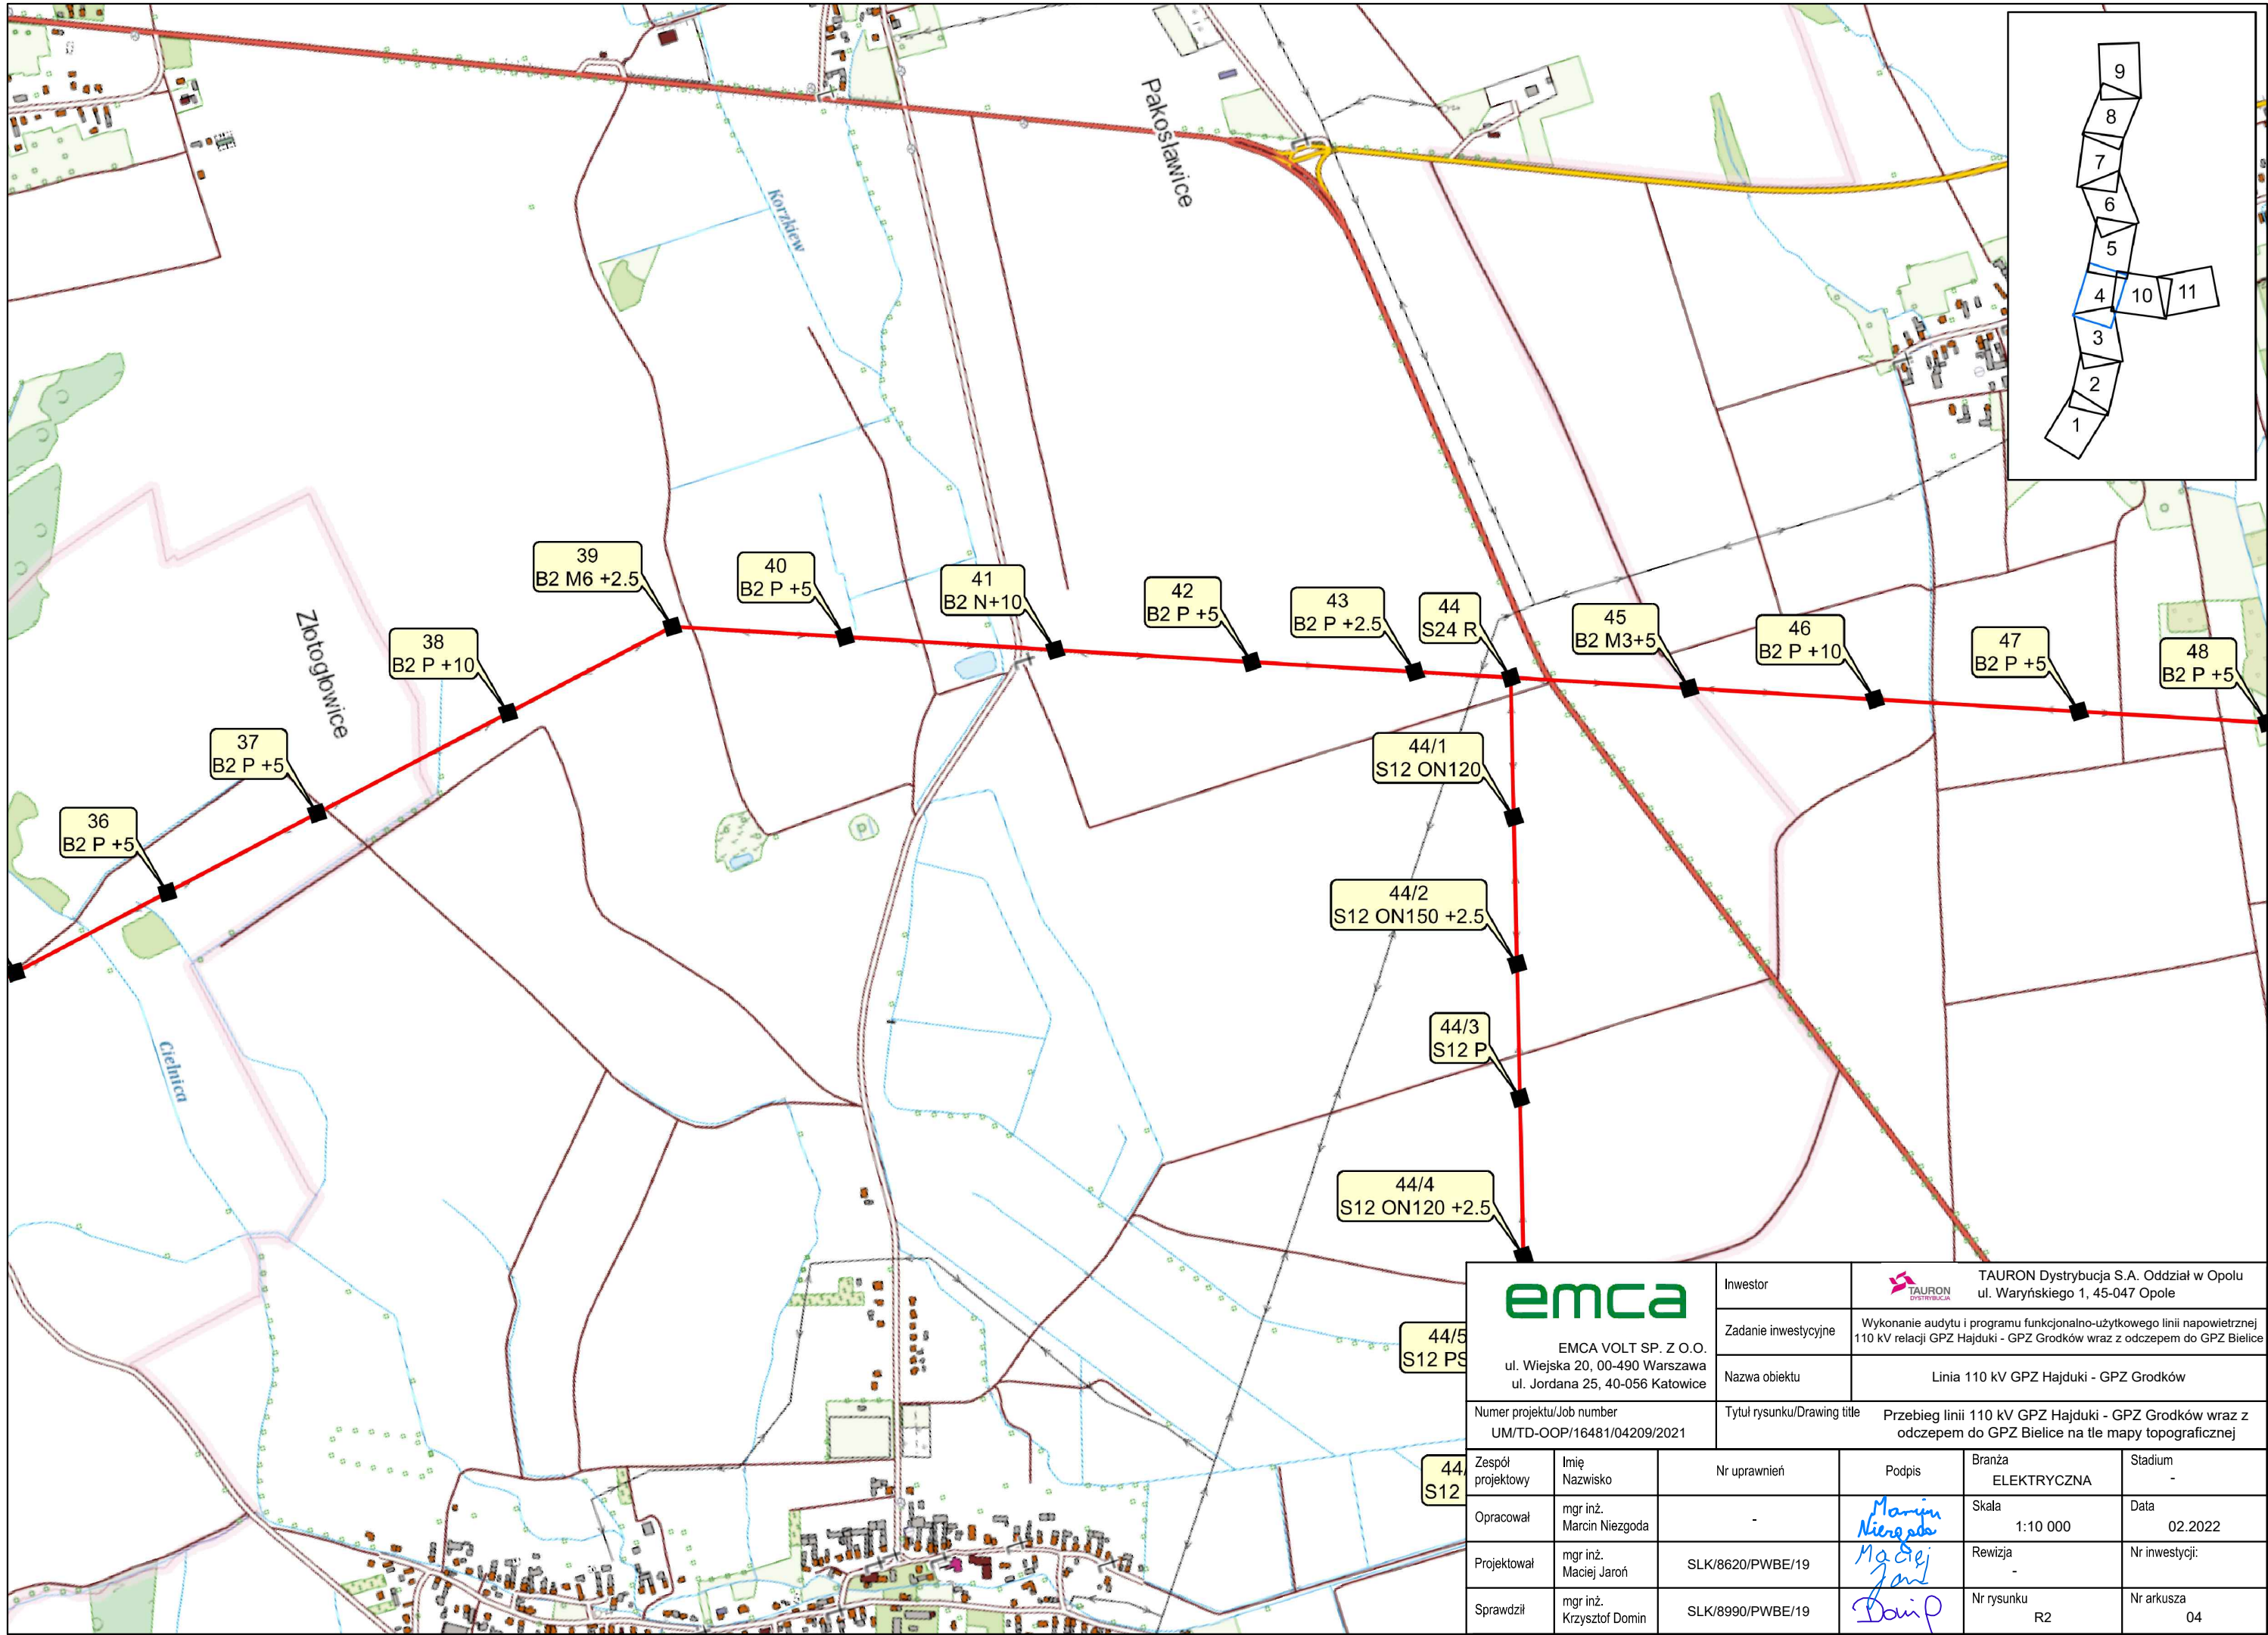 Pakosławice
Korzkiew
Złotogłowice
Cielnica
9
8
7
6
5
4
10
11
3
2
1
36
B2 P +5
37
B2 P +5
38
B2 P +10
39
B2 M6 +2.5
40
B2 P +5
41
B2 N+10
42
B2 P +5
43
B2 P +2.5
44
S24 R
45
B2 M3+5
46
B2 P +10
47
B2 P +5
48
B2 P +5
44/1
S12 ON120
44/2
S12 ON150 +2.5
44/3
S12 P
44/4
S12 ON120 +2.5
44/5
S12 PS
44/
S12
emca
EMCA VOLT SP. Z O.O.
ul. Wiejska 20, 00-490 Warszawa
ul. Jordana 25, 40-056 Katowice
Inwestor
TAURON
DYSTRYBUCJA
TAURON Dystrybucja S.A. Oddział w Opolu
ul. Waryńskiego 1, 45-047 Opole
Zadanie inwestycyjne
Wykonanie audytu i programu funkcjonalno-użytkowego linii napowietrznej
110 kV relacji GPZ Hajduki - GPZ Grodków wraz z odczepem do GPZ Bielice
Nazwa obiektu
Linia 110 kV GPZ Hajduki - GPZ Grodków
Numer projektu/Job number
UM/TD-OOP/16481/04209/2021
Tytuł rysunku/Drawing title
Przebieg linii 110 kV GPZ Hajduki - GPZ Grodków wraz z
odczepem do GPZ Bielice na tle mapy topograficznej
Zespół
projektowy
Imię
Nazwisko
Nr uprawnień
Podpis
Branża
ELEKTRYCZNA
Stadium
-
Opracował
mgr inż.
Marcin Niezgoda
-
Marcin
Niezgoda
Skala
1:10 000
Data
02.2022
Projektował
mgr inż.
Maciej Jaroń
SLK/8620/PWBE/19
Maciej
Jaroń
Rewizja
-
Nr inwestycji:
Sprawdził
mgr inż.
Krzysztof Domin
SLK/8990/PWBE/19
Nr rysunku
R2
Nr arkusza
04